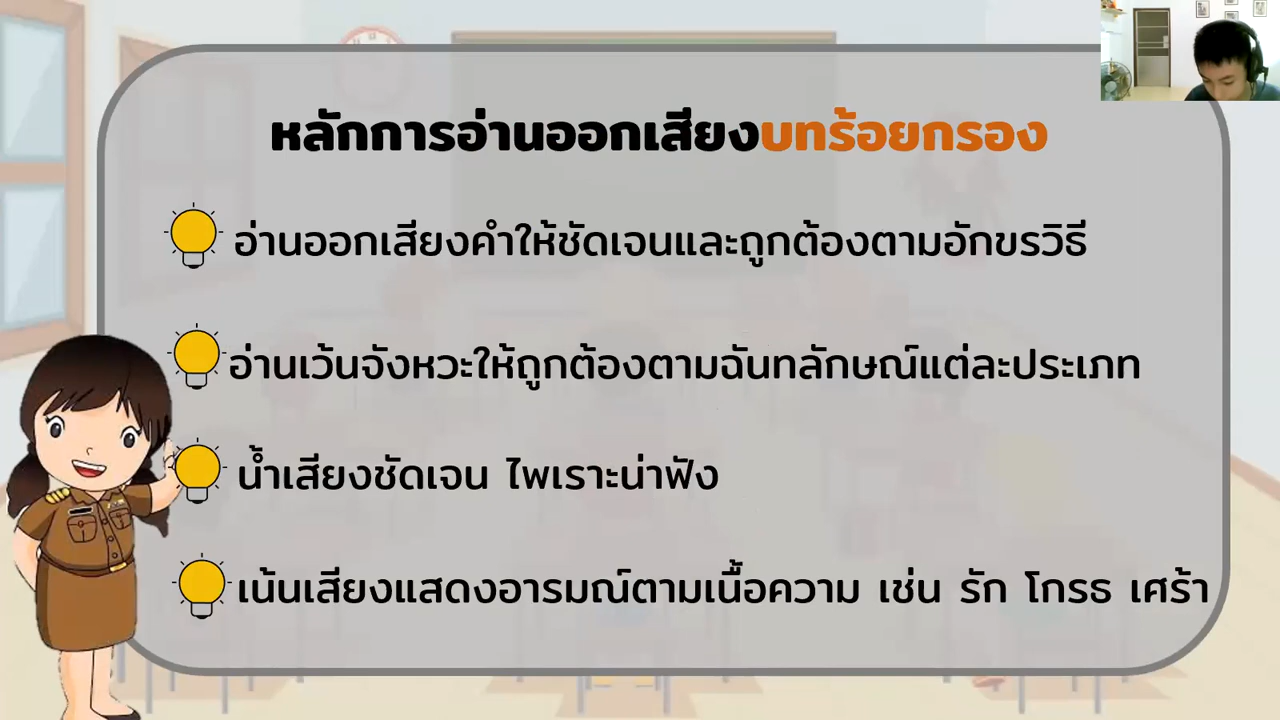 หลักการอ่านออกเสียงบทร้อยกรอง
อ่านออกเสียงคำให้ชัดเจนและถูกต้องตามอักขรวิธี
อ่านเว้นจังหวะให้ถูกต้องตามฉันทลักษณ์แต่ละประเภท
น้ำเสียงชัดเจน ไพเราะน่าฟัง
เน้นเสียงแสดงอารมณ์ตามเนื้อความ เช่น รัก โกรธ เศร้า